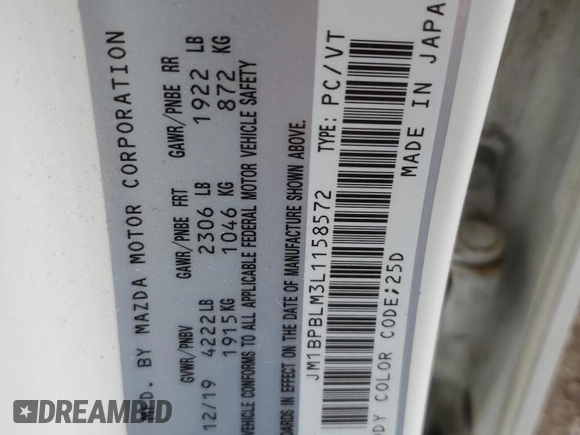 MFD. BY MAZDA MOTOR CORPORATION
GVWR/PNBV GAWR/PNBE FRT GAWR/PNBE RR
12/19 4222LB 2306 LB 1922 LB
1915KG 1046 KG 872 KG
VEHICLE CONFORMS TO ALL APPLICABLE FEDERAL MOTOR VEHICLE SAFETY
DARDS IN EFFECT ON THE DATE OF MANUFACTURE SHOWN ABOVE.
JM1BPBLM3L1158572 TYPE: PC/VT
DY COLOR CODE;25D MADE IN JAPA
DREAMBID